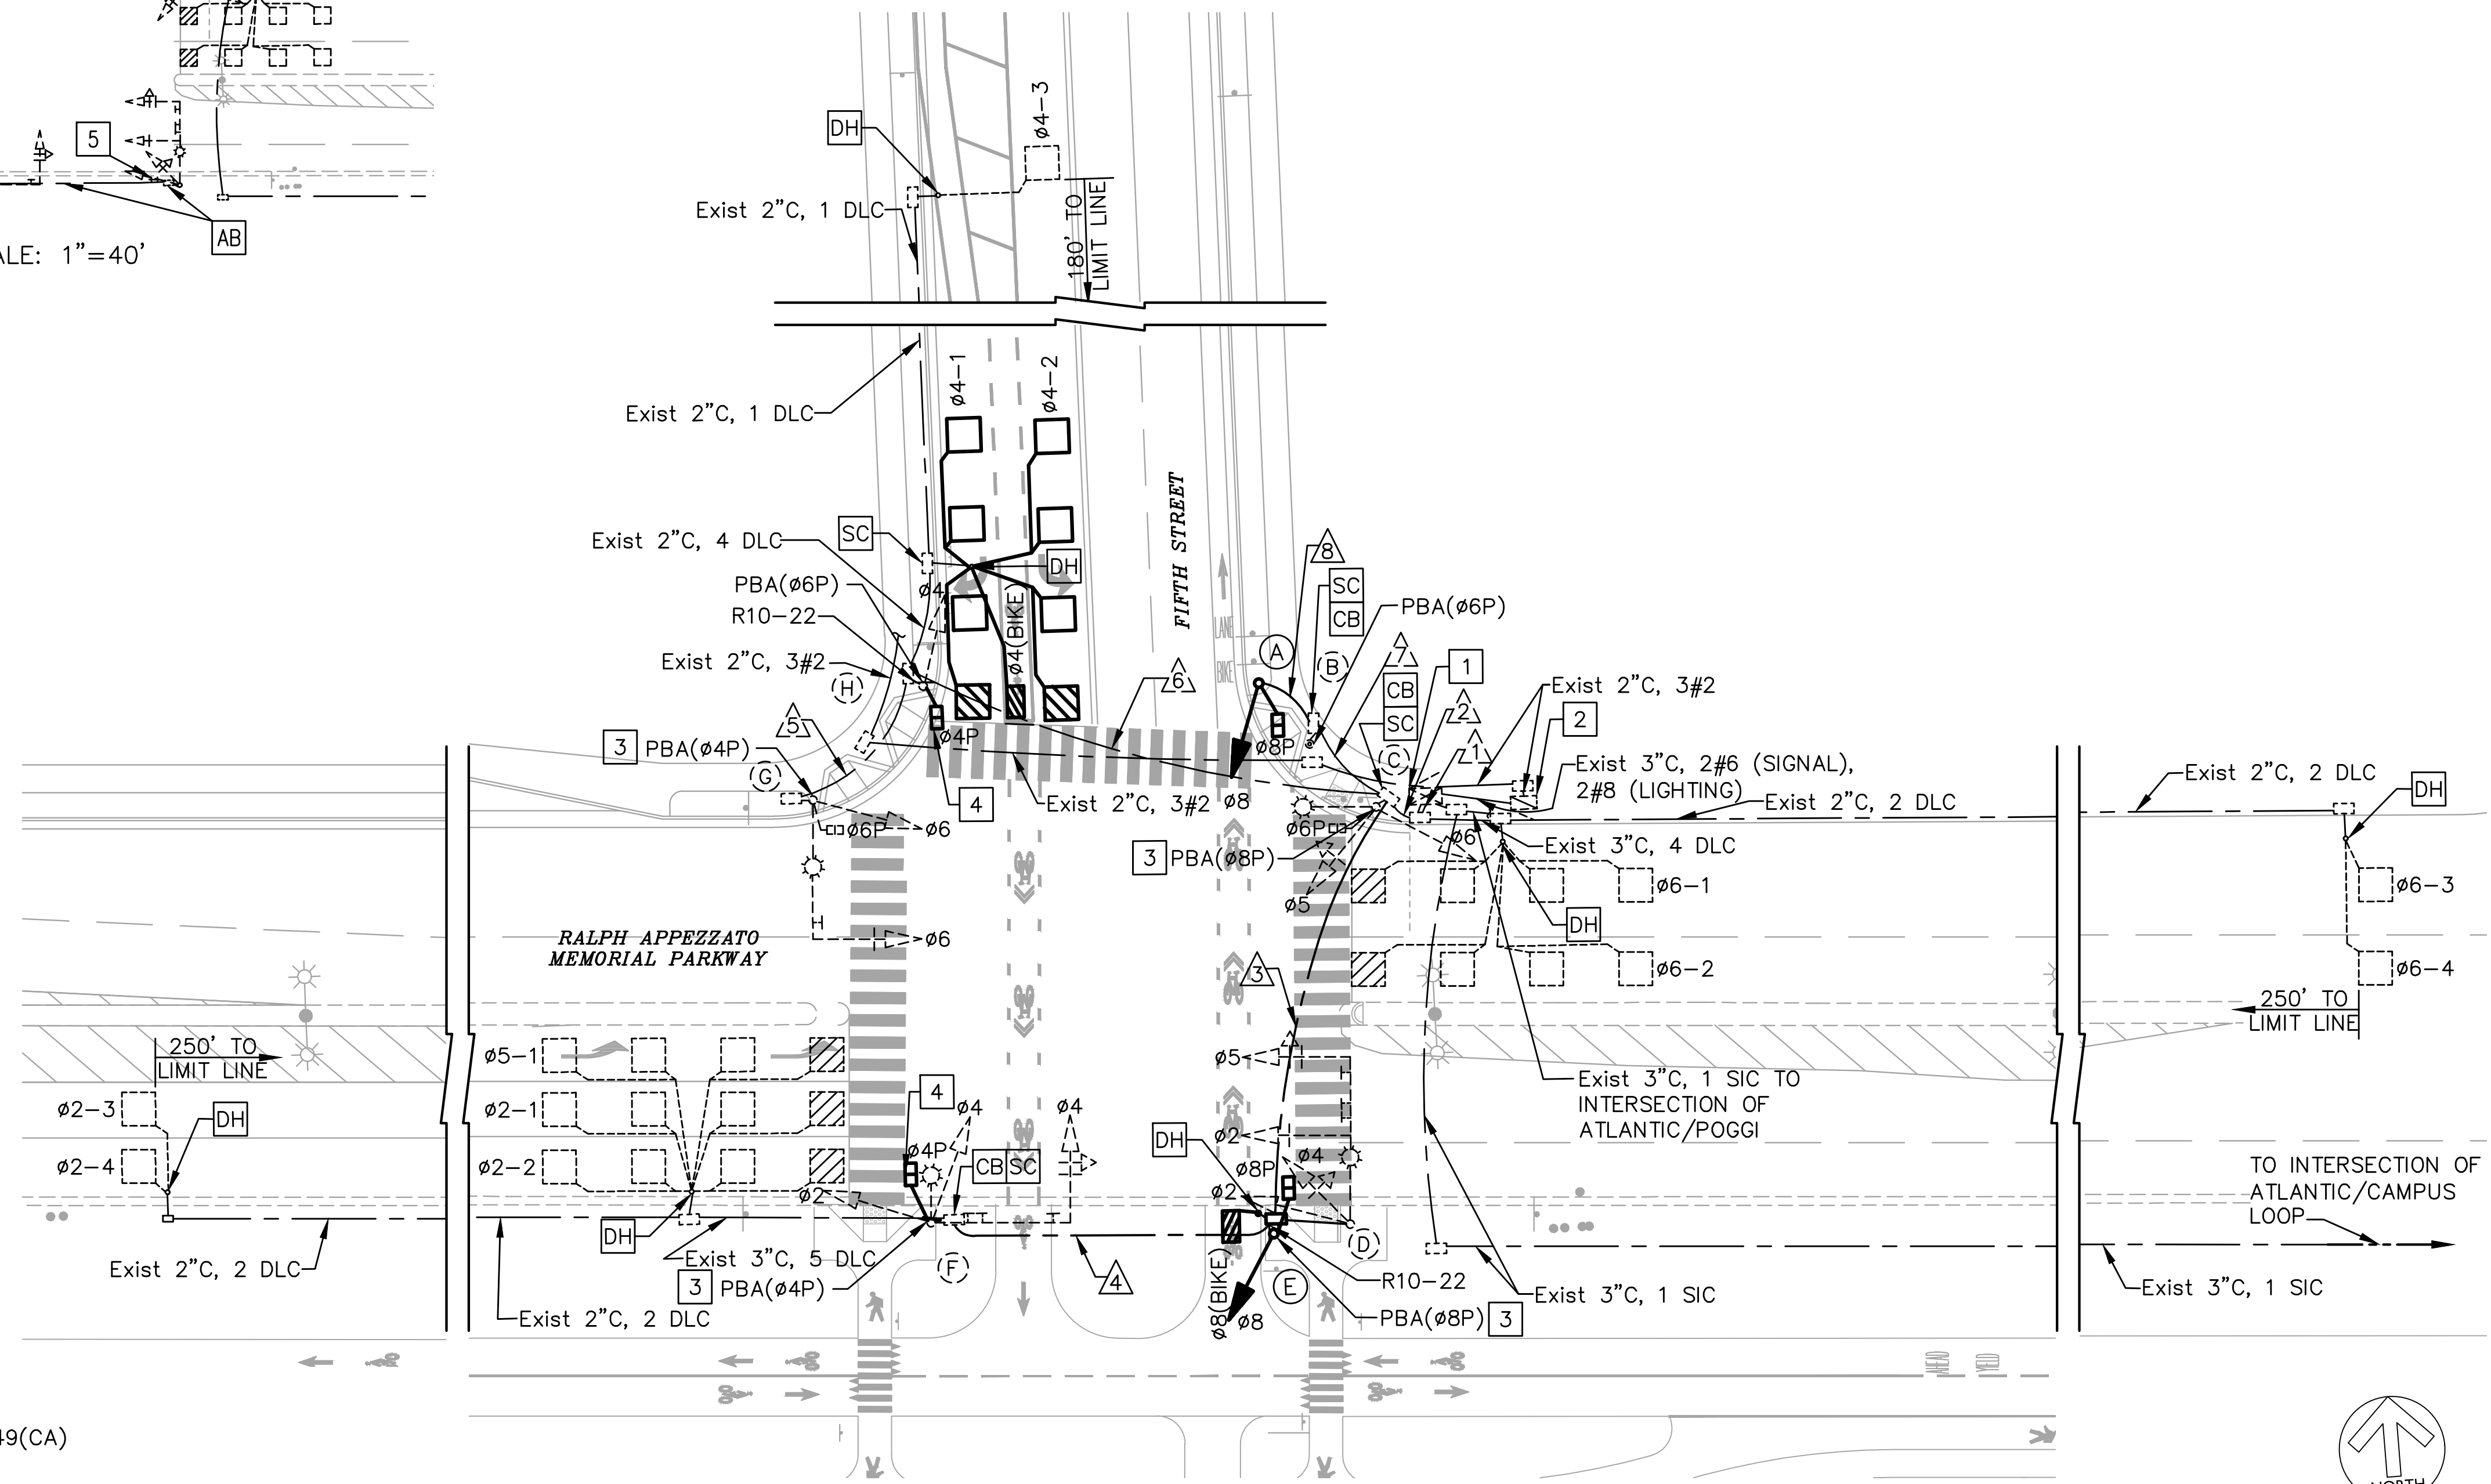 5
AB
ALE: 1"=40'
DH
ø4-3
Exist 2"C, 1 DLC
180' TO
LIMIT LINE
ø4-1
ø4-2
Exist 2"C, 1 DLC
FIFTH STREET
SC
Exist 2"C, 4 DLC
DH
8
PBA(ø6P)
ø4
SC
CB
PBA(ø6P)
R10-22
ø4(BIKE)
LANE
BIKE
A
B
7
1
Exist 2"C, 3#2
H
6
CB
SC
2
Exist 2"C, 3#2
2
5
3
PBA(ø4P)
ø4P
ø8P
C
1
G
Exist 3"C, 2#6 (SIGNAL),
2#8 (LIGHTING)
4
Exist 2"C, 3#2
ø8
Exist 2"C, 2 DLC
Exist 2"C, 2 DLC
DH
ø6P
ø6
ø6P
ø6
3
PBA(ø8P)
Exist 3"C, 4 DLC
ø5
ø6-1
ø6-3
DH
RALPH APPEZZATO
MEMORIAL PARKWAY
ø6
3
ø6-2
ø6-4
250' TO
LIMIT LINE
250' TO
LIMIT LINE
ø5-1
ø5
Exist 3"C, 1 SIC TO
INTERSECTION OF
ATLANTIC/POGGI
ø2-3
DH
ø2-1
4
ø4
ø4
ø2
DH
ø2-4
ø2-2
ø4P
CB
SC
ø8P
ø4
ø2
ø2
TO INTERSECTION OF
ATLANTIC/CAMPUS
LOOP
DH
D
Exist 2"C, 2 DLC
Exist 3"C, 5 DLC
F
4
E
R10-22
Exist 3"C, 1 SIC
Exist 3"C, 1 SIC
3
PBA(ø4P)
ø8(BIKE)
ø8
PBA(ø8P)
3
Exist 2"C, 2 DLC
AHEAD
YIELD
49(CA)
NORTH